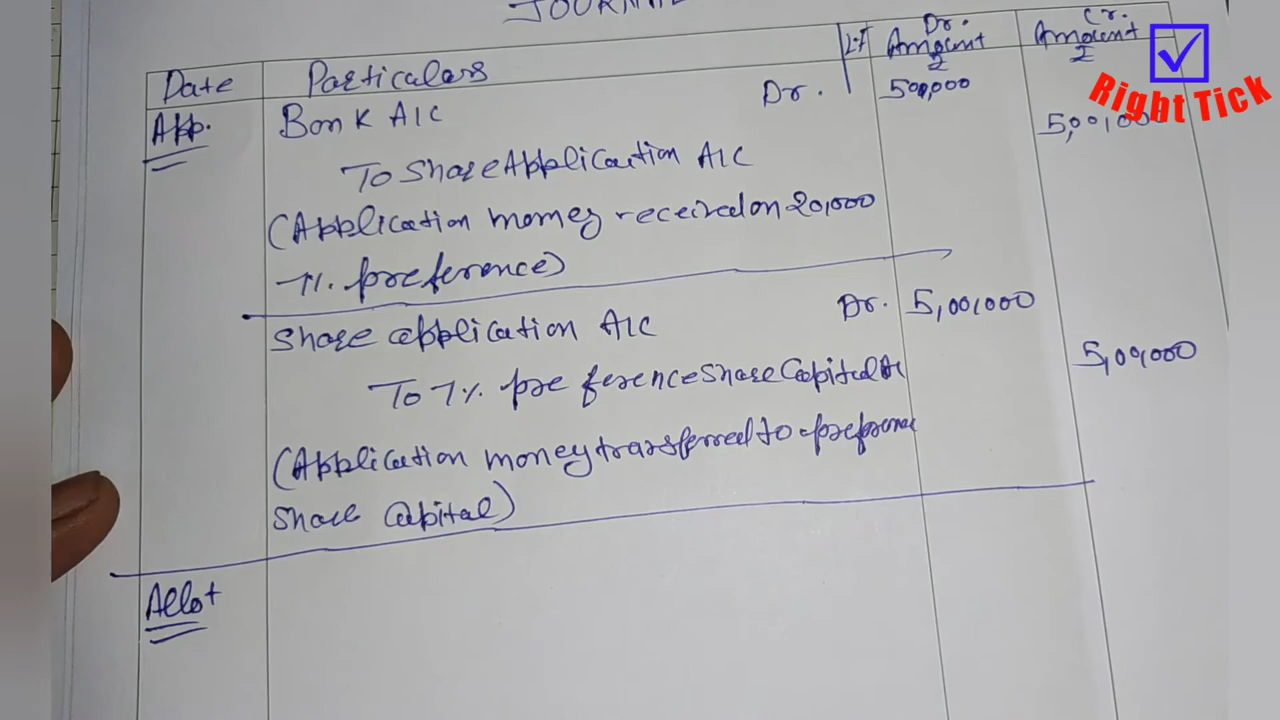 JOURNAL
Date Particulars L.F Dr. Amount ₹ Cr. Amount ₹
App. Bank A/C Dr. 500,000
To Share Application A/C 5,00,000
(Application money received on 20,000
7%. preference)
Share application A/C Dr. 5,00,000
To 7%. preference Share Capital A/c 5,00,000
(Application money transferred to preference
Share Capital)
Allot
Right Tick